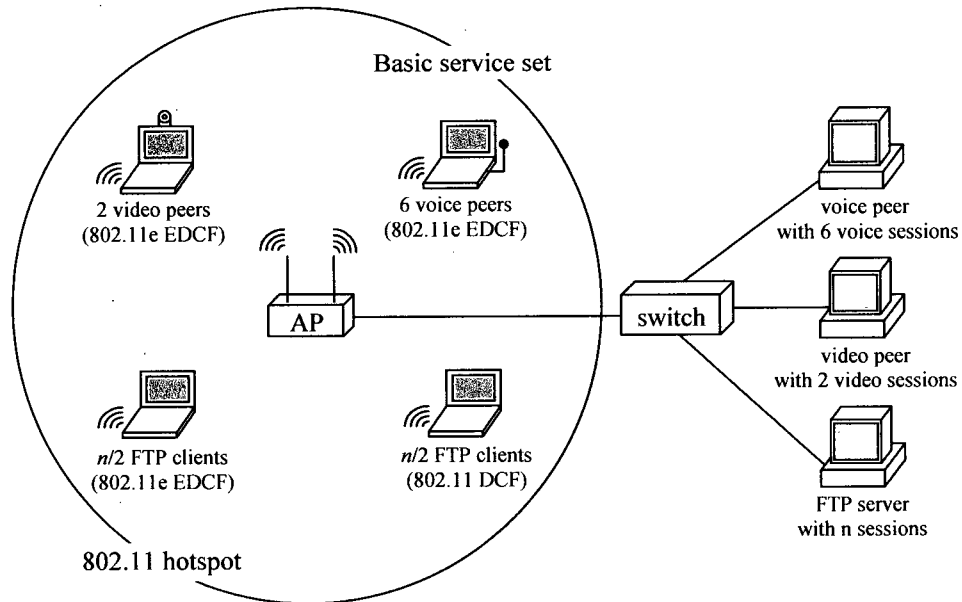 Basic service set
2 video peers
(802.11e EDCF)
6 voice peers
(802.11e EDCF)
AP
switch
voice peer
with 6 voice sessions
video peer
with 2 video sessions
n/2 FTP clients
(802.11e EDCF)
n/2 FTP clients
(802.11 DCF)
FTP server
with n sessions
802.11 hotspot